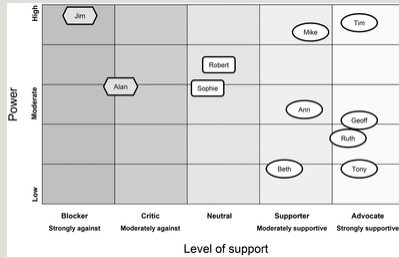 High
Jim
Tim
Mike
Robert
Power
Moderate
Alan
Sophie
Ann
Geoff
Ruth
Beth
Tony
Low
Blocker Critic Neutral Supporter Advocate
Strongly against Moderately against Moderately supportive Strongly supportive
Level of support